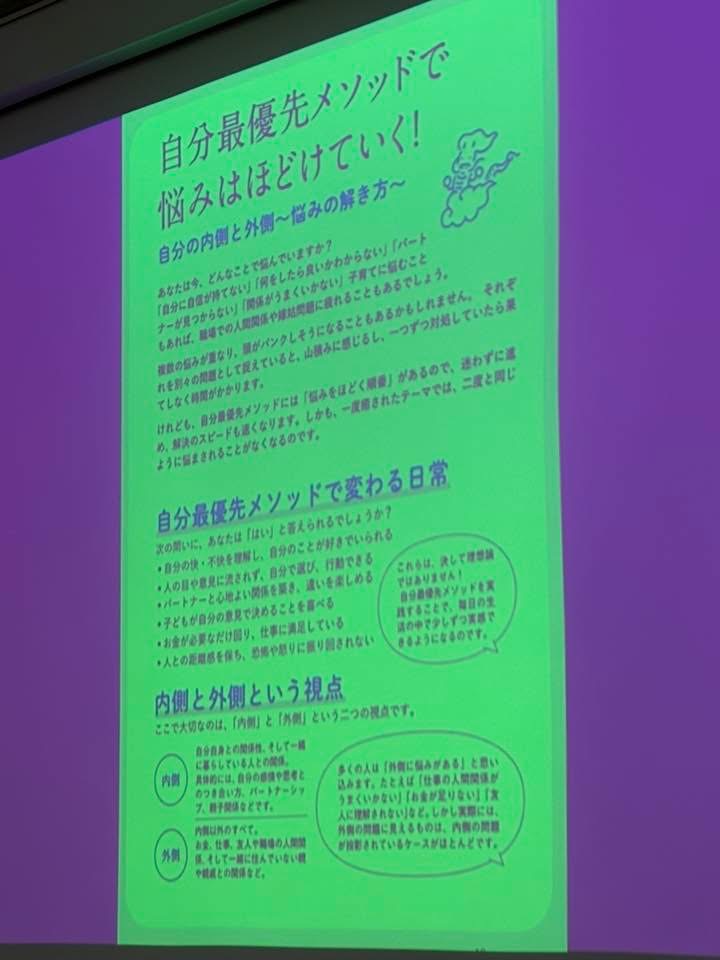 自分最優先メソッドで
悩みはほどけていく!
自分の内側と外側〜悩みの解き方〜
あなたは今、どんなことで悩んでいますか?
「自分に自信が持てない」「何をしたら良いかわからない」「パート
ナーが見つからない」「関係がうまくいかない」子育てに悩むこと
もあれば、職場での人間関係や嫁姑問題に疲れることもあるでしょう。
複数の悩みが重なり、頭がパンクしそうになることもあるかもしれません。それぞ
れを別々の問題として捉えていると、山積みに感じるし、一つずつ対処していたら果
てしなく時間がかかります。
けれども、自分最優先メソッドには「悩みをほどく順番」があるので、迷わずに進
め、解決のスピードも速くなります。しかも、一度癒されたテーマでは、二度と同じ
ように悩まされることがなくなるのです。
自分最優先メソッドで変わる日常
次の問いに、あなたは「はい」と答えられるでしょうか?
•自分の快・不快を理解し、自分のことが好きでいられる
•人の目や意見に流されず、自分で選び、行動できる
•パートナーと心地よい関係を築き、違いを楽しめる
•子どもが自分の意見で決めることを喜べる
•お金が必要なだけ回り、仕事に満足している
•人との距離感を保ち、恐怖や怒りに振り回されない
これらは、決して理想論
ではありません!
自分最優先メソッドを実
践することで、毎日の生
活の中で少しずつ実感で
きるようになるのです。
内側と外側という視点
ここで大切なのは、「内側」と「外側」という二つの視点です。
内側
自分自身との関係性、そして一緒
に暮らしている人との関係。
具体的には、自分の感情や思考と
のつき合い方、パートナーシッ
プ、親子関係などです。
外側
内側以外のすべて。
お金、仕事、友人や職場の人間関
係、そして一緒に住んでいない親
や親戚との関係など。
多くの人は「外側に悩みがある」と思い
込みます。たとえば「仕事の人間関係が
うまくいかない」「お金が足りない」「友
人に理解されない」など。しかし実際には、
外側の問題に見えるものは、内側の問題
が投影されているケースがほとんどです。